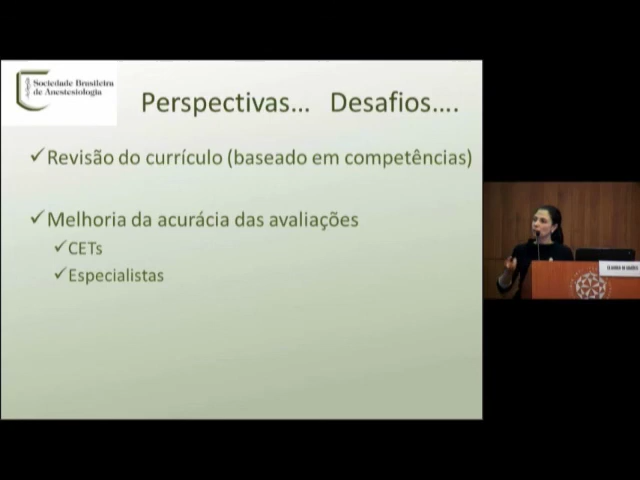 Sociedade Brasileira
de Anestesiologia
Perspectivas... Desafios....
Revisão do currículo (baseado em competências)
Melhoria da acurácia das avaliações
CETs
Especialistas